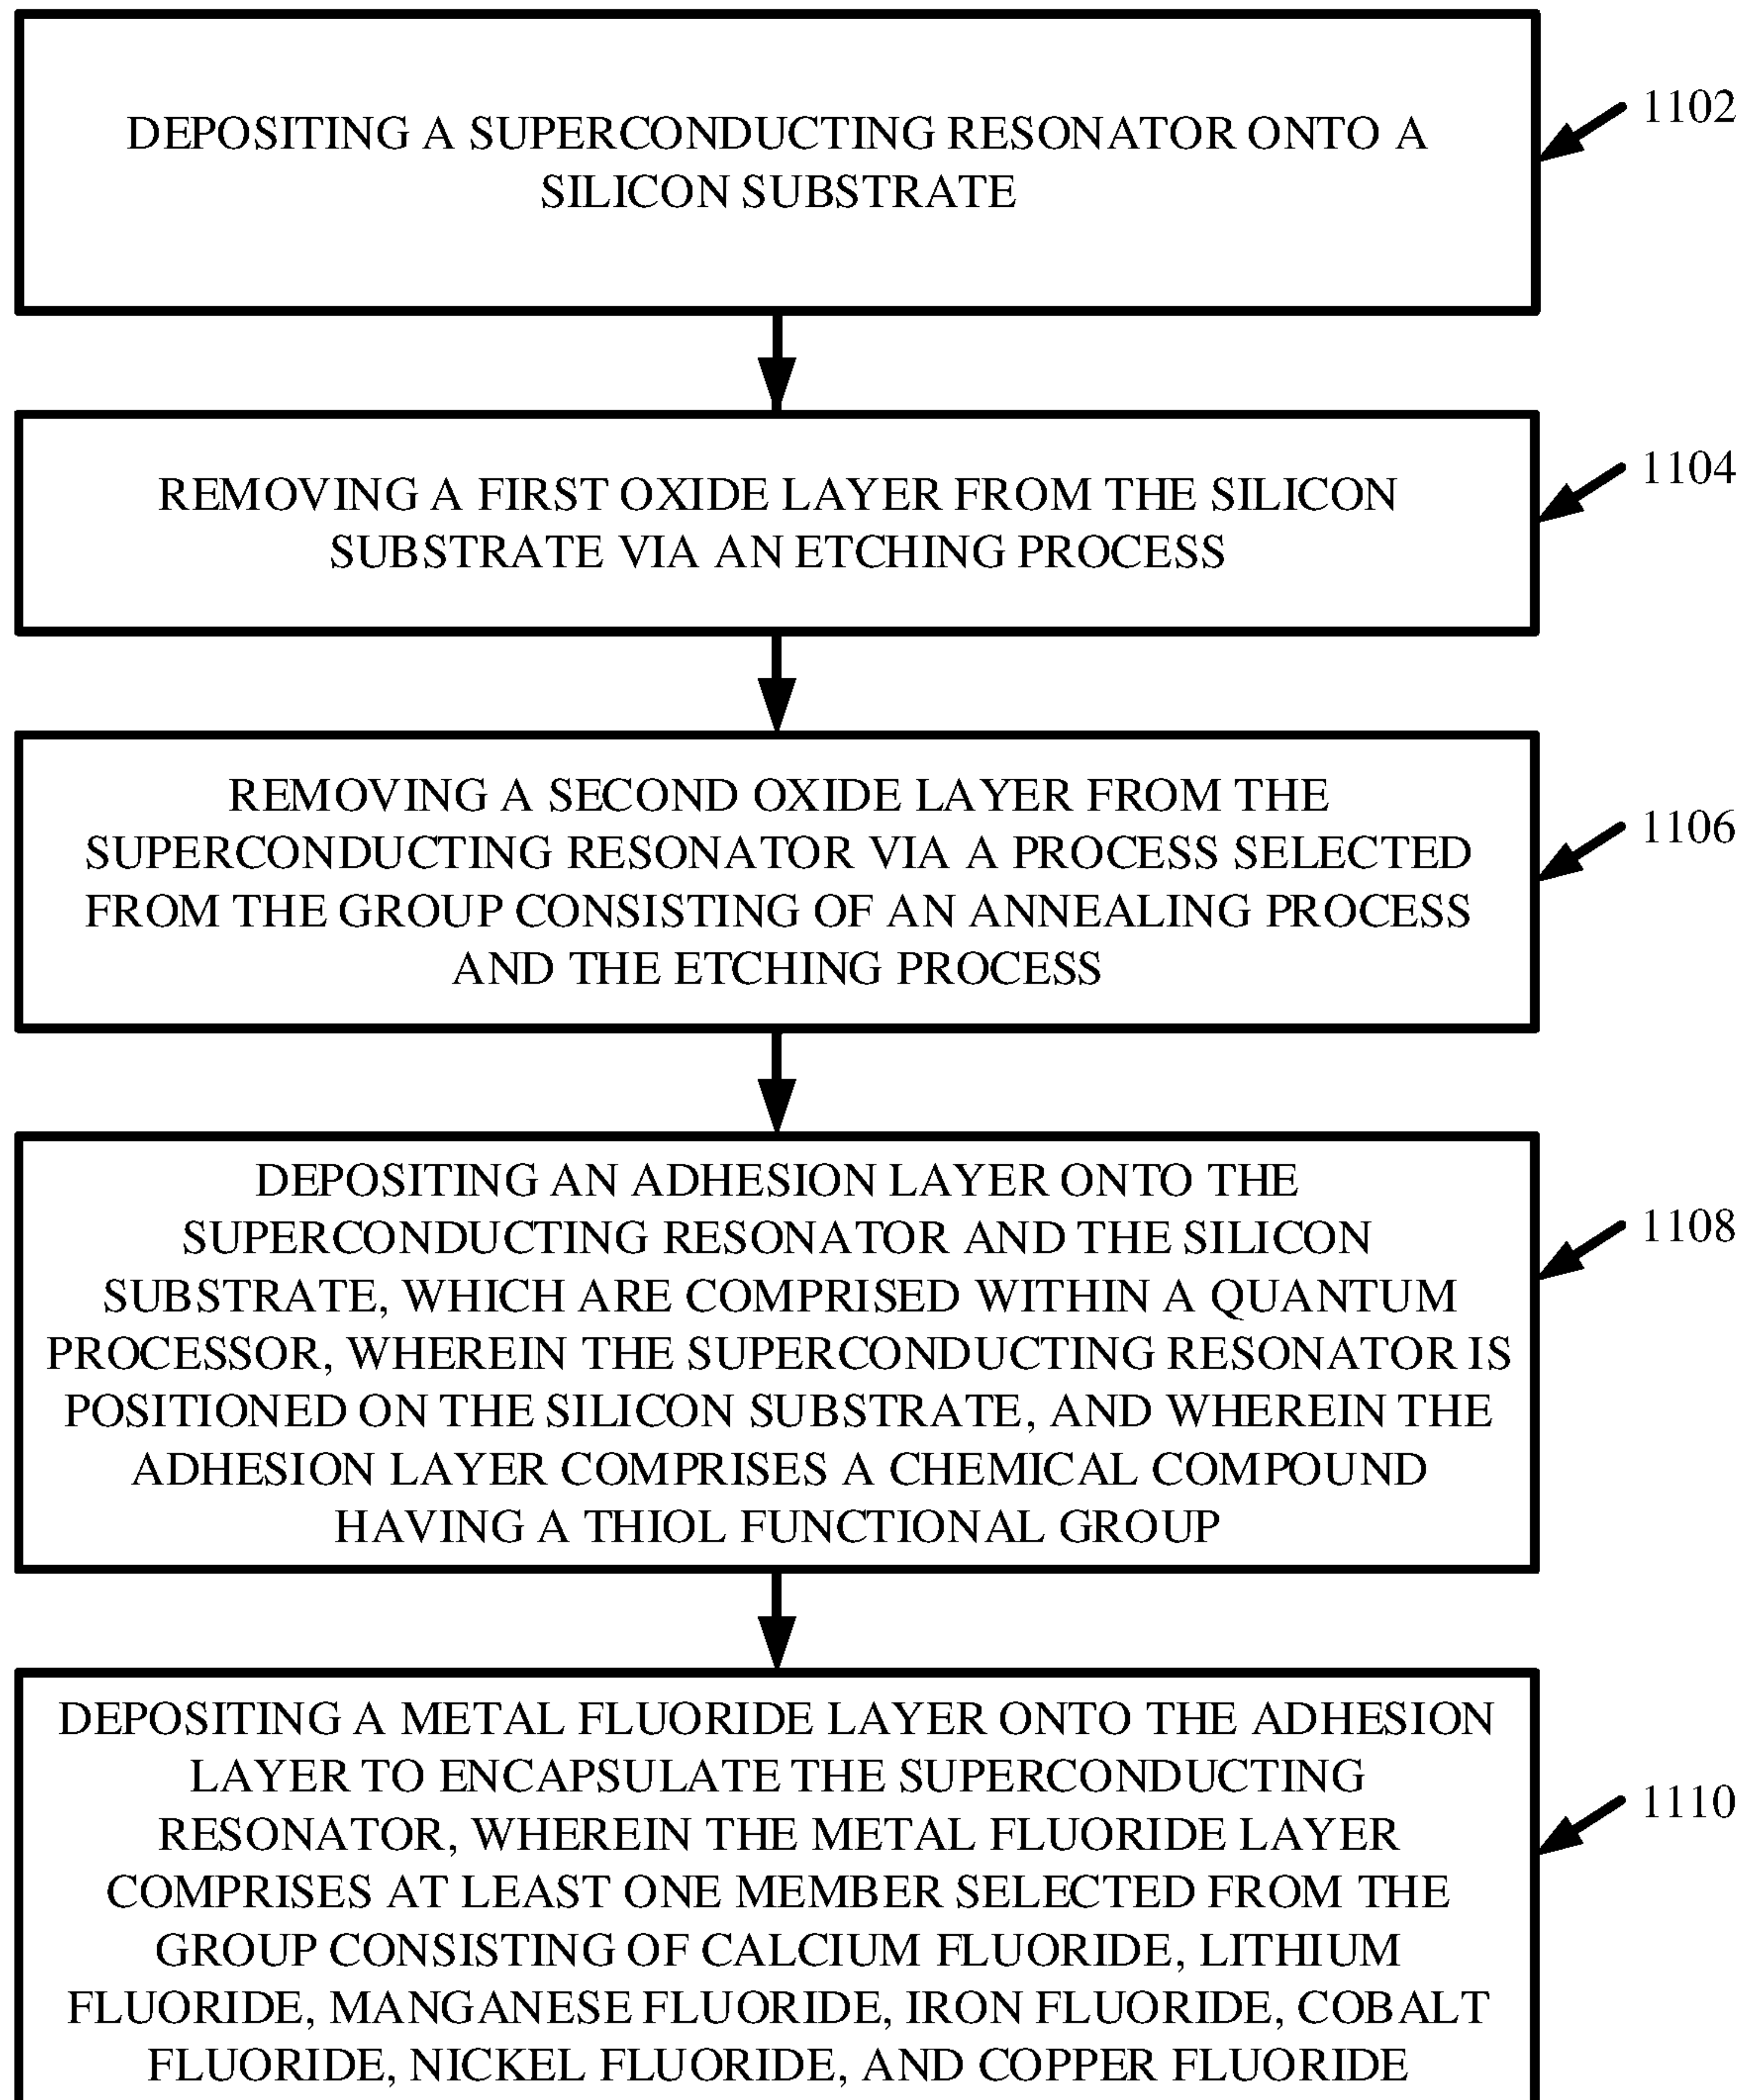 DEPOSITING A SUPERCONDUCTING RESONATOR ONTO A
SILICON SUBSTRATE
1102
REMOVING A FIRST OXIDE LAYER FROM THE SILICON
SUBSTRATE VIA AN ETCHING PROCESS
1104
REMOVING A SECOND OXIDE LAYER FROM THE
SUPERCONDUCTING RESONATOR VIA A PROCESS SELECTED
FROM THE GROUP CONSISTING OF AN ANNEALING PROCESS
AND THE ETCHING PROCESS
1106
DEPOSITING AN ADHESION LAYER ONTO THE
SUPERCONDUCTING RESONATOR AND THE SILICON
SUBSTRATE, WHICH ARE COMPRISED WITHIN A QUANTUM
PROCESSOR, WHEREIN THE SUPERCONDUCTING RESONATOR IS
POSITIONED ON THE SILICON SUBSTRATE, AND WHEREIN THE
ADHESION LAYER COMPRISES A CHEMICAL COMPOUND
HAVING A THIOL FUNCTIONAL GROUP
1108
DEPOSITING A METAL FLUORIDE LAYER ONTO THE ADHESION
LAYER TO ENCAPSULATE THE SUPERCONDUCTING
RESONATOR, WHEREIN THE METAL FLUORIDE LAYER
COMPRISES AT LEAST ONE MEMBER SELECTED FROM THE
GROUP CONSISTING OF CALCIUM FLUORIDE, LITHIUM
FLUORIDE, MANGANESE FLUORIDE, IRON FLUORIDE, COBALT
FLUORIDE, NICKEL FLUORIDE, AND COPPER FLUORIDE
1110